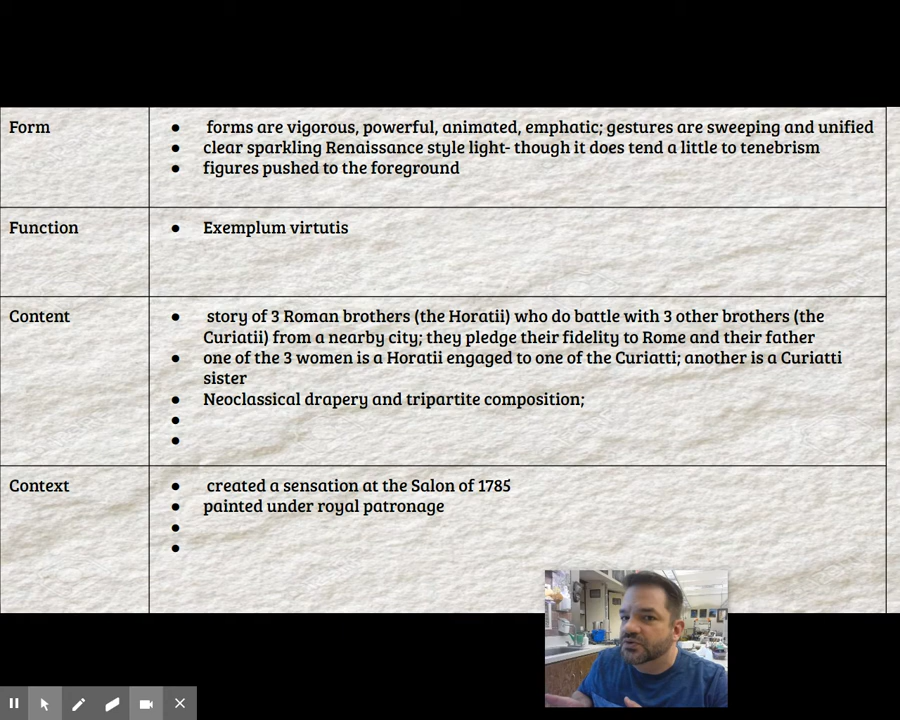 Form
● forms are vigorous, powerful, animated, emphatic; gestures are sweeping and unified
● clear sparkling Renaissance style light- though it does tend a little to tenebrism
● figures pushed to the foreground
Function
● Exemplum virtutis
Content
● story of 3 Roman brothers (the Horatii) who do battle with 3 other brothers (the
Curiatii) from a nearby city; they pledge their fidelity to Rome and their father
● one of the 3 women is a Horatii engaged to one of the Curiatti; another is a Curiatti
sister
● Neoclassical drapery and tripartite composition;
Context
● created a sensation at the Salon of 1785
● painted under royal patronage